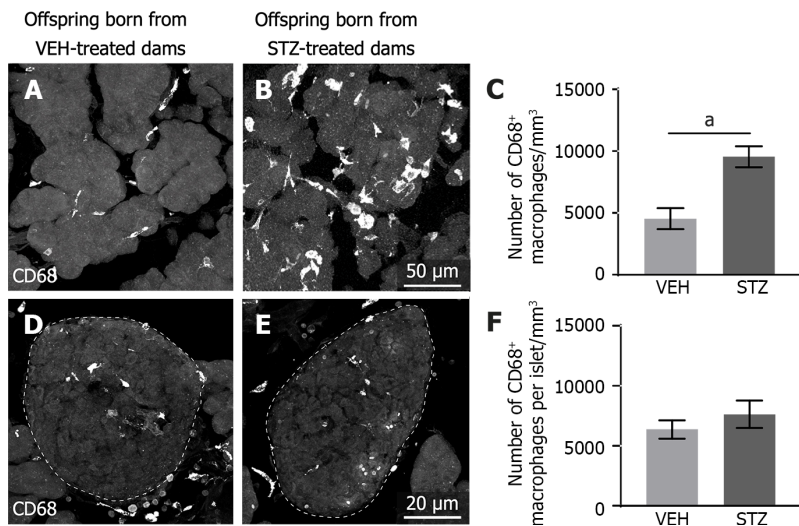 Offspring born from
VEH-treated dams
Offspring born from
STZ-treated dams
A
CD68
B
50 µm
C
Number of CD68⁺
macrophages/mm³
15000
10000
5000
0
a
VEH
STZ
D
CD68
E
20 µm
F
Number of CD68⁺
macrophages per islet/mm³
15000
10000
5000
0
VEH
STZ